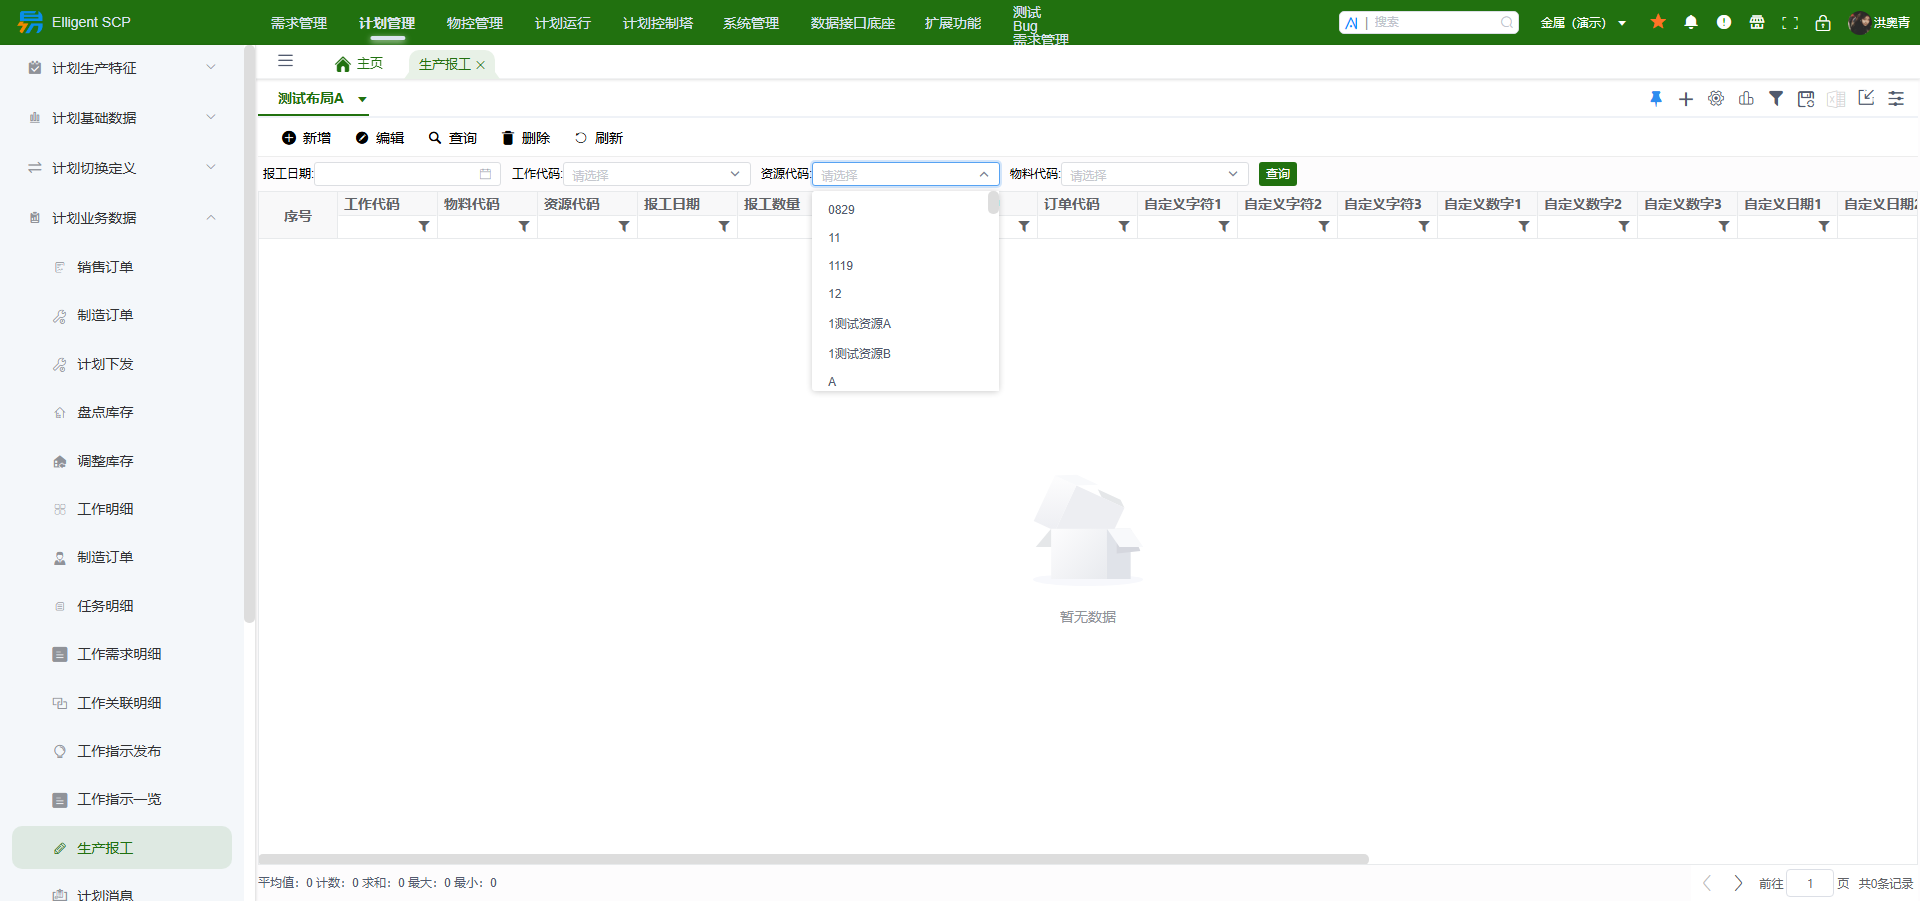 Elligent SCP
需求管理
计划管理
物控管理
计划运行
计划控制塔
系统管理
数据接口底座
扩展功能
测试
Bug
需求管理
AI | 搜索
金属（演示）
洪奥青
计划生产特征
计划基础数据
计划切换定义
计划业务数据
销售订单
制造订单
计划下发
盘点库存
调整库存
工作明细
制造订单
任务明细
工作需求明细
工作关联明细
工作指示发布
工作指示一览
生产报工
计划消息
主页
生产报工
测试布局A
新增
编辑
查询
删除
刷新
报工日期:
工作代码: 请选择
资源代码: 请选择
物料代码: 请选择
查询
序号
工作代码
物料代码
资源代码
报工日期
报工数量
订单代码
自定义字符1
自定义字符2
自定义字符3
自定义数字1
自定义数字2
自定义数字3
自定义日期1
自定义日期
0829
11
1119
12
1测试资源A
1测试资源B
A
暂无数据
平均值：0 计数：0 求和：0 最大：0 最小：0
前往 1 页 共0条记录